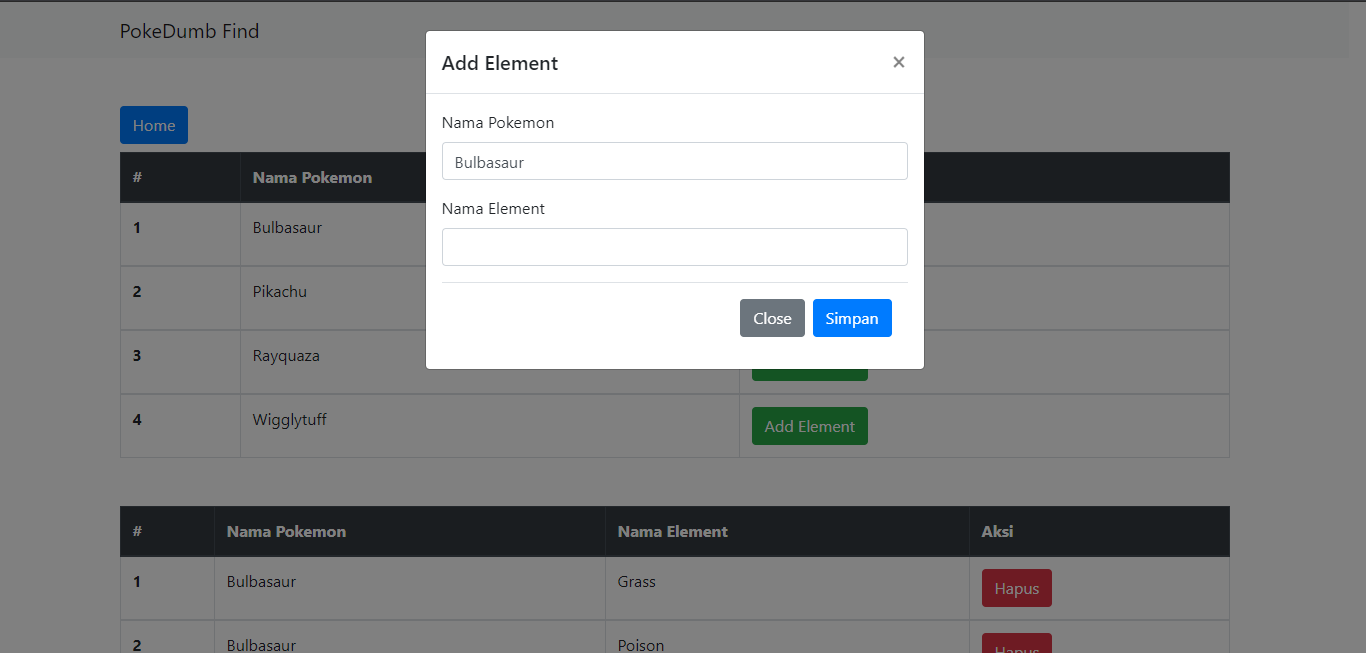 PokeDumb Find
Add Element ×
Nama Pokemon
Bulbasaur
Nama Element
Close Simpan
Home
# Nama Pokemon
1 Bulbasaur
2 Pikachu
3 Rayquaza
4 Wigglytuff Add Element
# Nama Pokemon Nama Element Aksi
1 Bulbasaur Grass Hapus
2 Bulbasaur Poison Hapus